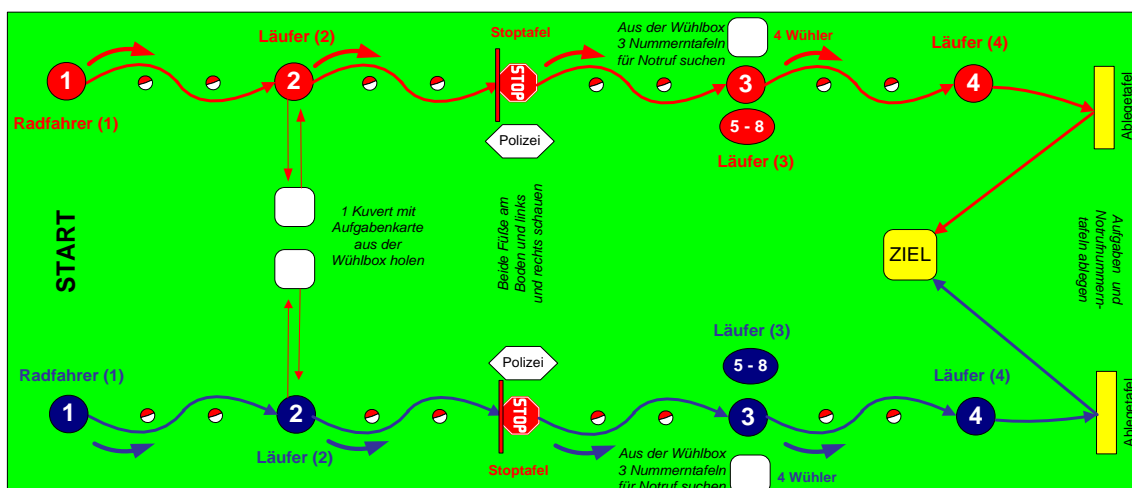 Aus der Wühlbox
3 Nummerntafeln
für Notruf suchen
4 Wühler
Läufer (2)
Stoptafel
Läufer (4)
1
2
STOP
3
4
Radfahrer (1)
Polizei
5 - 8
Läufer (3)
Ablegetafel
START
1 Kuvert mit
Aufgabenkarte
aus der
Wühlbox holen
Beide Füße am
Boden und links
und rechts schauen
ZIEL
Aufgaben und
Notrufnummern-
tafeln ablegen
Läufer (3)
Radfahrer (1)
Polizei
5 - 8
Läufer (4)
1
2
STOP
3
4
Ablegetafel
Läufer (2)
Stoptafel
Aus der Wühlbox
3 Nummerntafeln
für Notruf suchen
4 Wühler